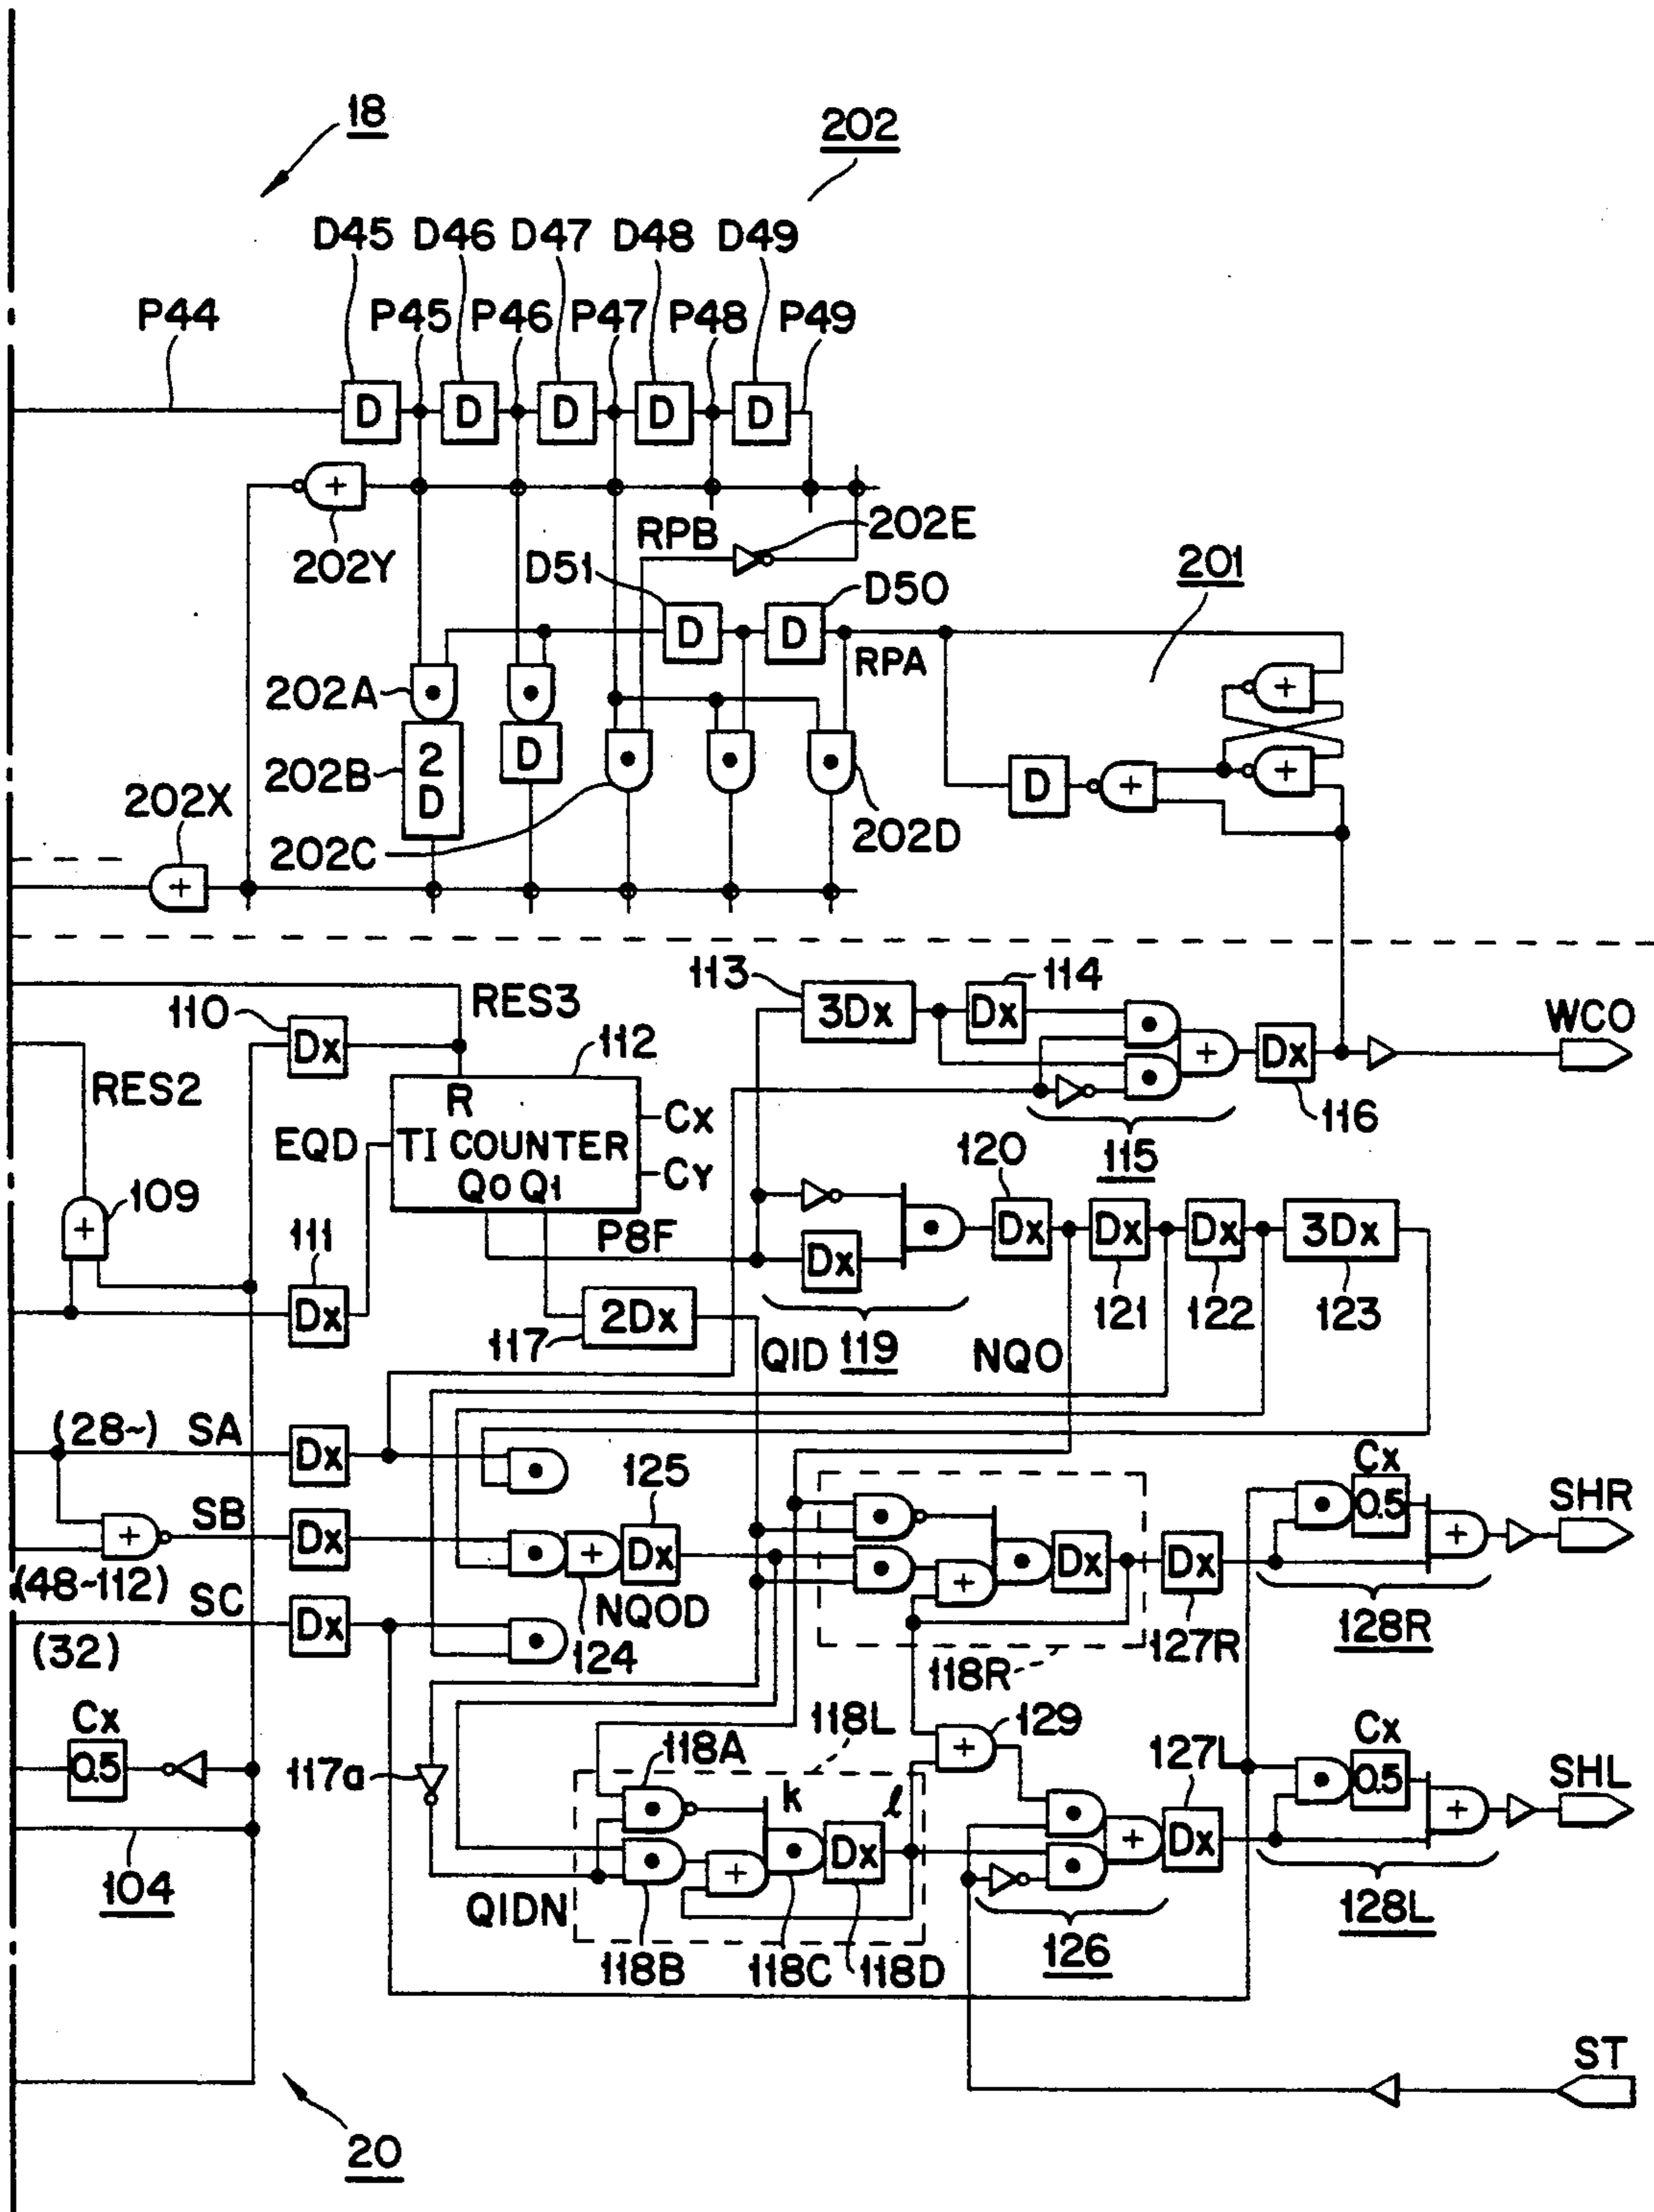 18
202
D45 D46 D47 D48 D49
P44 P45 P46 P47 P48 P49
D D D D D
+
202Y
RPB
202E
D51
D50
201
D D
RPA
202A
+
202B
2
D
D
D
+
+
202X
202C
202D
+
113
114
110
RES3
3Dx
Dx
WCO
Dx
112
+
Dx
RES2
R
CX
116
EQD
TI COUNTER
115
Q0 Q1
CY
120
109
+
111
P8F
Dx Dx Dx 3Dx
Dx
Dx
121 122 123
117
2Dx
QID 119
NQO
(28~) SA
Dx
125
Cx
0.5
SHR
+
SB
Dx
+
Dx
Dx
Dx
+
(48~112)
SC
NQOD
+
127R
128R
(32)
Dx
124
118R
Cx
0.5
117a
118A
118L
129
+
127L
Cx
0.5
SHL
k
l
Dx
+
Dx
+
+
104
QIDN
128L
118B
118C
118D
126
ST
20